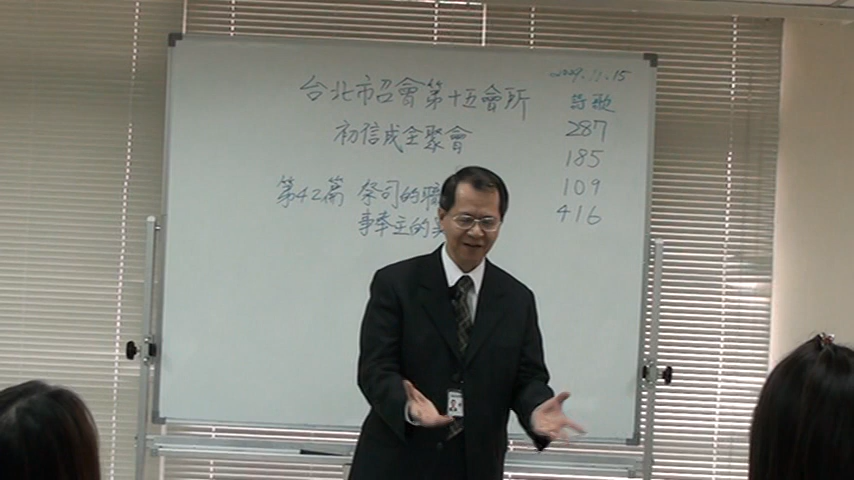 2009.11.15
台北市召會第十五會所
詩歌
初信成全聚會
287
185
第42篇 祭司的職
109
事奉主的
416